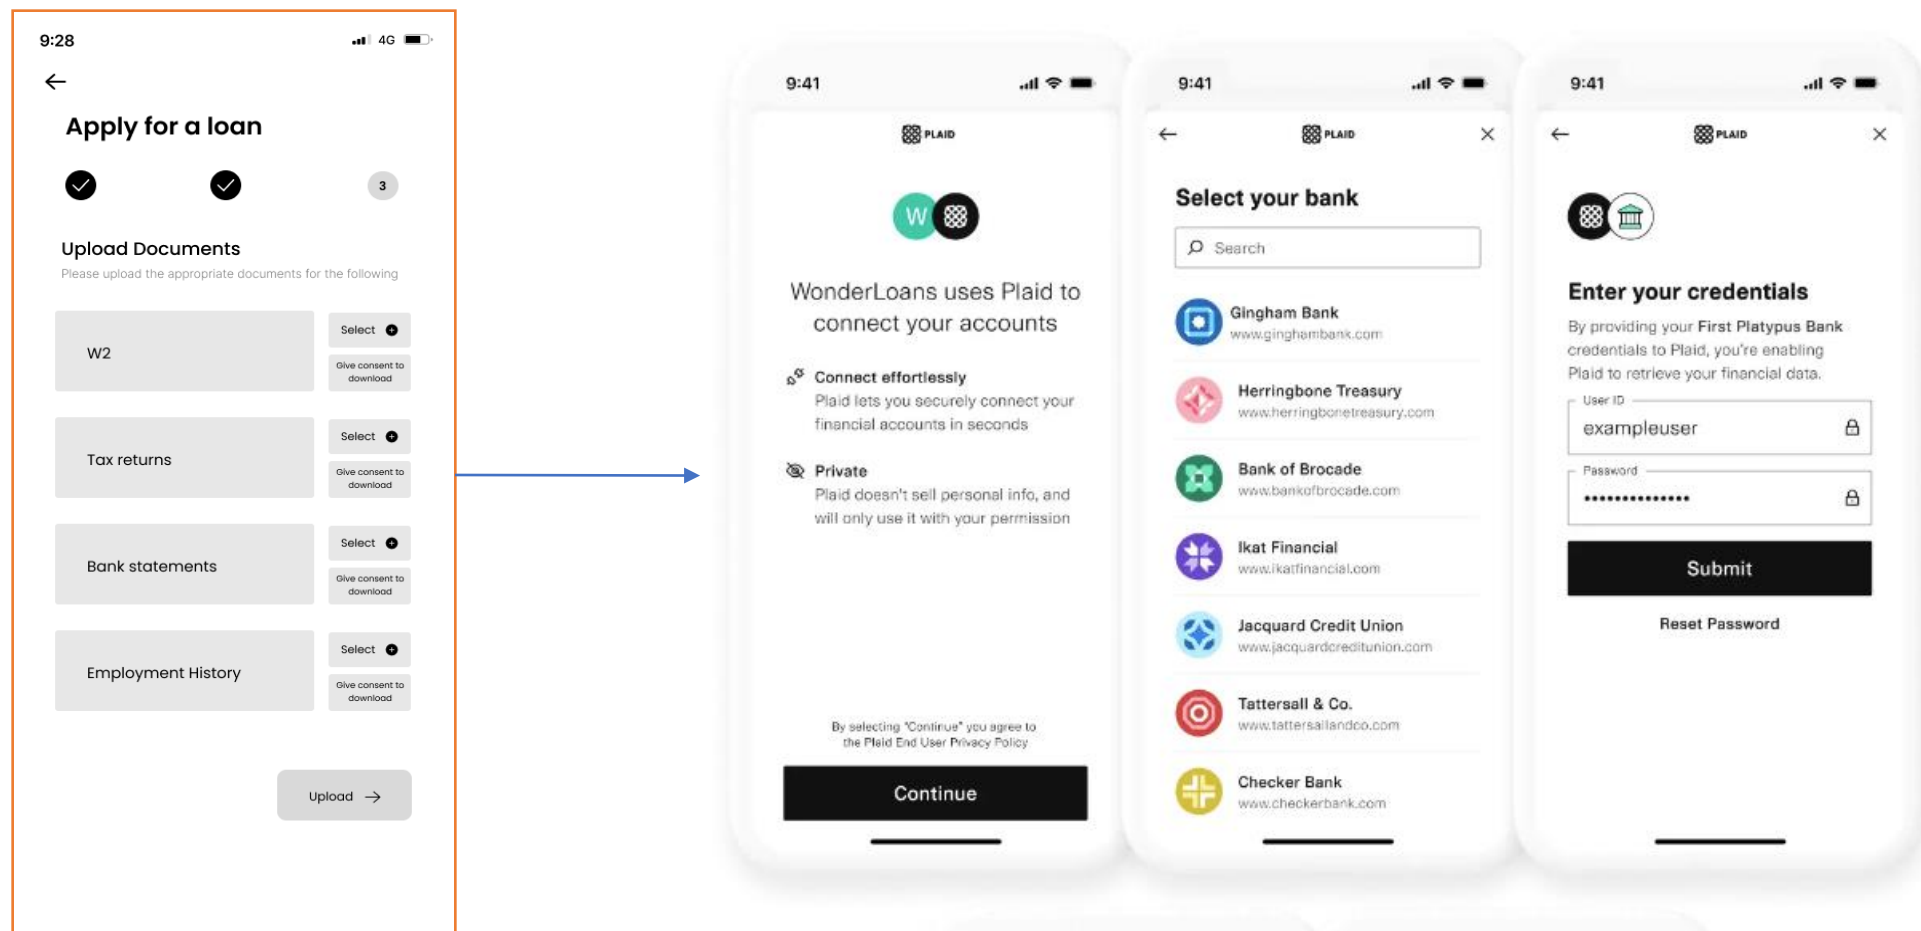 9:28
4G
Apply for a loan
3
Upload Documents
Please upload the appropriate documents for the following
W2
Select
Give consent to
download
Tax returns
Select
Give consent to
download
Bank statements
Select
Give consent to
download
Employment History
Select
Give consent to
download
Upload
9:41
PLAID
W
WonderLoans uses Plaid to
connect your accounts
Connect effortlessly
Plaid lets you securely connect your
financial accounts in seconds
Private
Plaid doesn't sell personal info, and
will only use it with your permission
By selecting "Continue" you agree to
the Plaid End User Privacy Policy
Continue
9:41
PLAID
Select your bank
Search
Gingham Bank
www.ginghambank.com
Herringbone Treasury
www.herringbonetreasury.com
Bank of Brocade
www.bankofbrocade.com
Ikat Financial
www.ikatfinancial.com
Jacquard Credit Union
www.jacquardcreditunion.com
Tattersall & Co.
www.tattersallandco.com
Checker Bank
www.checkerbank.com
9:41
PLAID
Enter your credentials
By providing your First Platypus Bank
credentials to Plaid, you're enabling
Plaid to retrieve your financial data.
User ID
exampleuser
Password
••••••••••••••
Submit
Reset Password